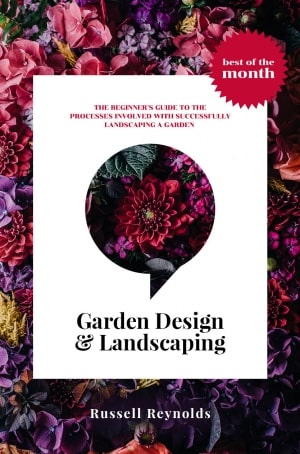 best of the
month
THE BEGINNER'S GUIDE TO THE
PROCESSES INVOLVED WITH SUCCESSFULLY
LANDSCAPING A GARDEN
Garden Design
& Landscaping
Russell Reynolds